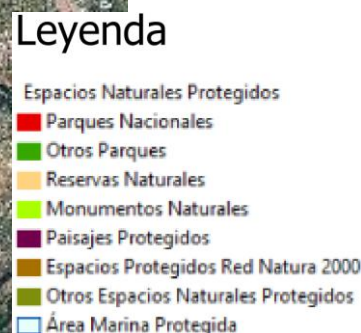 Leyenda
Espacios Naturales Protegidos
Parques Nacionales
Otros Parques
Reservas Naturales
Monumentos Naturales
Paisajes Protegidos
Espacios Protegidos Red Natura 2000
Otros Espacios Naturales Protegidos
Área Marina Protegida